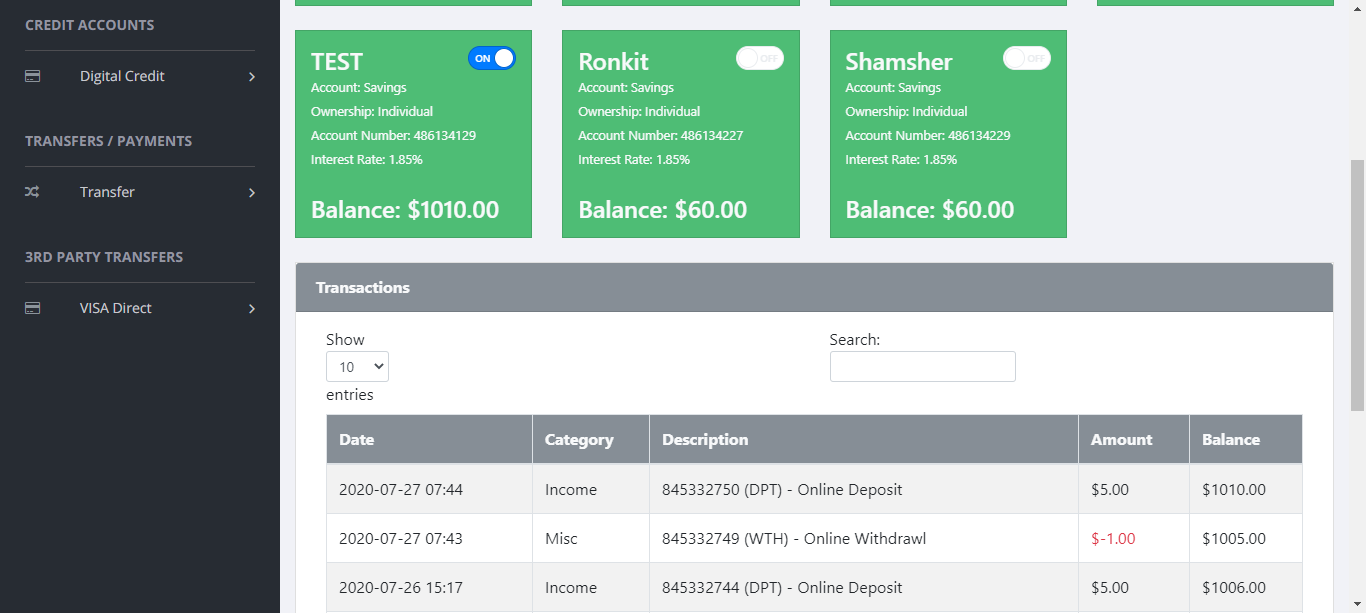 CREDIT ACCOUNTS
Digital Credit
TRANSFERS / PAYMENTS
Transfer
3RD PARTY TRANSFERS
VISA Direct
TEST ON
Account: Savings
Ownership: Individual
Account Number: 486134129
Interest Rate: 1.85%
Balance: $1010.00
Ronkit OFF
Account: Savings
Ownership: Individual
Account Number: 486134227
Interest Rate: 1.85%
Balance: $60.00
Shamsher OFF
Account: Savings
Ownership: Individual
Account Number: 486134229
Interest Rate: 1.85%
Balance: $60.00
Transactions
Show
10
entries
Search:
Date Category Description Amount Balance
2020-07-27 07:44 Income 845332750 (DPT) - Online Deposit $5.00 $1010.00
2020-07-27 07:43 Misc 845332749 (WTH) - Online Withdrawl $-1.00 $1005.00
2020-07-26 15:17 Income 845332744 (DPT) - Online Deposit $5.00 $1006.00